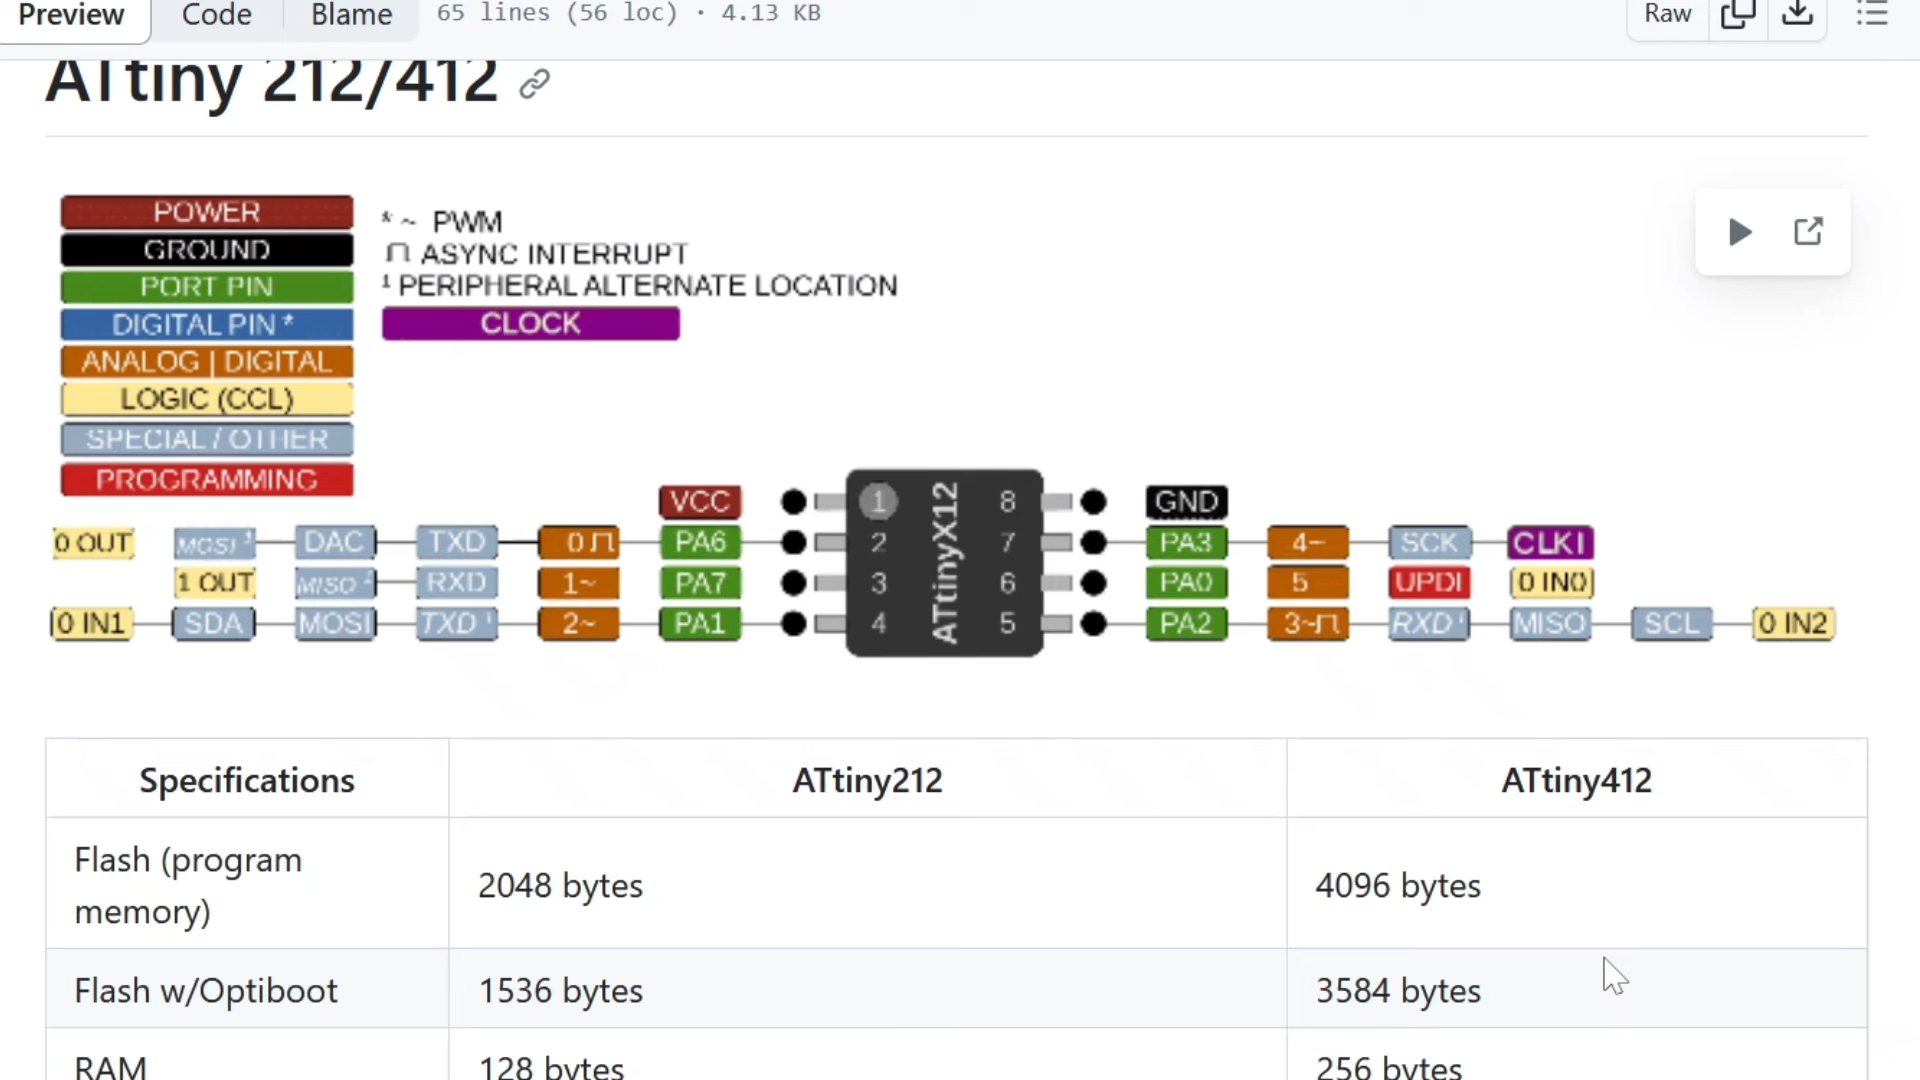 Preview Code Blame 65 lines (56 loc) · 4.13 KB Raw
ATtiny 212/412
POWER
GROUND
PORT PIN
DIGITAL PIN *
ANALOG | DIGITAL
LOGIC (CCL)
SPECIAL / OTHER
PROGRAMMING
* ~ PWM
ASYNC INTERRUPT
¹ PERIPHERAL ALTERNATE LOCATION
CLOCK
VCC 1 8 GND
0 OUT MOSI ¹ DAC TXD 0 PA6 2 7 PA3 4~ SCK CLKI
1 OUT MISO ¹ RXD 1~ PA7 3 6 PA0 5 UPDI 0 IN0
0 IN1 SDA MOSI TXD ¹ 2~ PA1 4 5 PA2 3~ RXD ¹ MISO SCL 0 IN2
ATtinyX12
Specifications ATtiny212 ATtiny412
Flash (program
memory) 2048 bytes 4096 bytes
Flash w/Optiboot 1536 bytes 3584 bytes
RAM 128 bytes 256 bytes